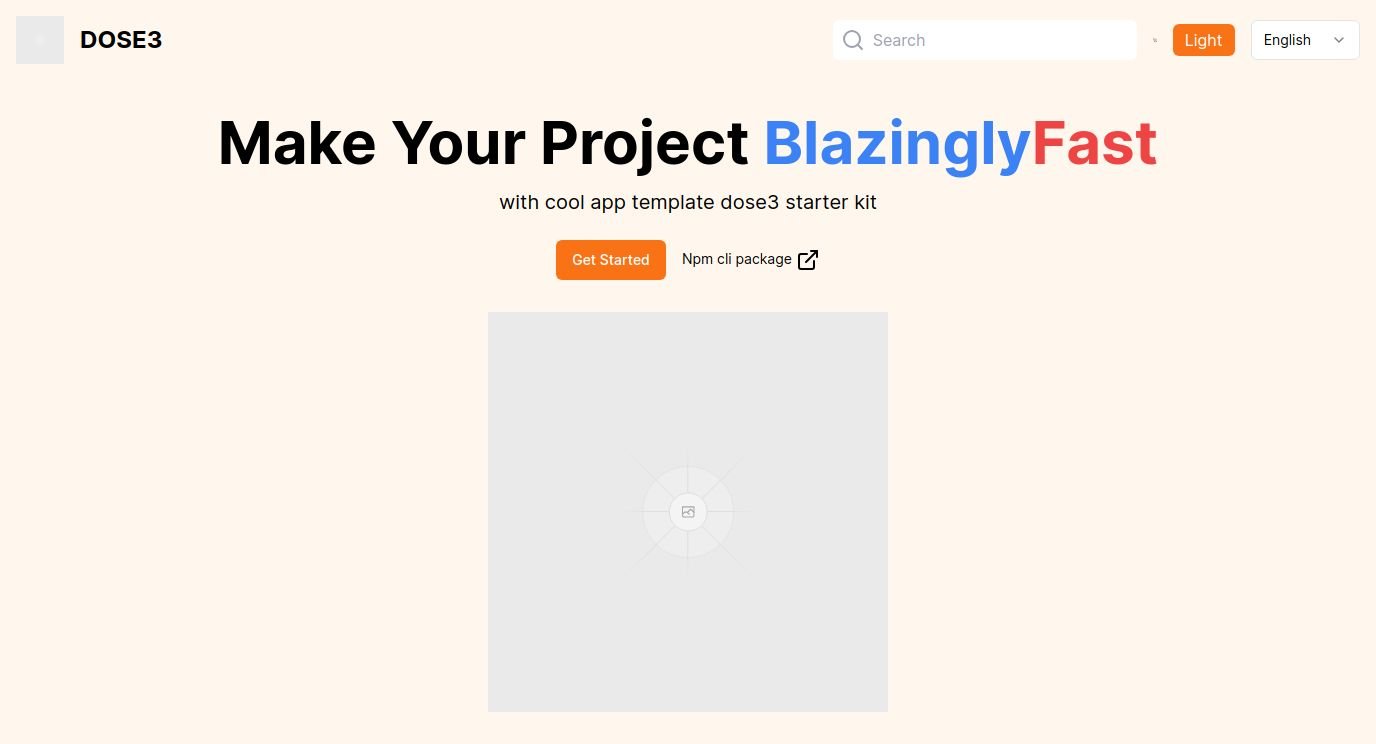 DOSE3
Search
Light
English
Make Your Project BlazinglyFast
with cool app template dose3 starter kit
Get Started
Npm cli package